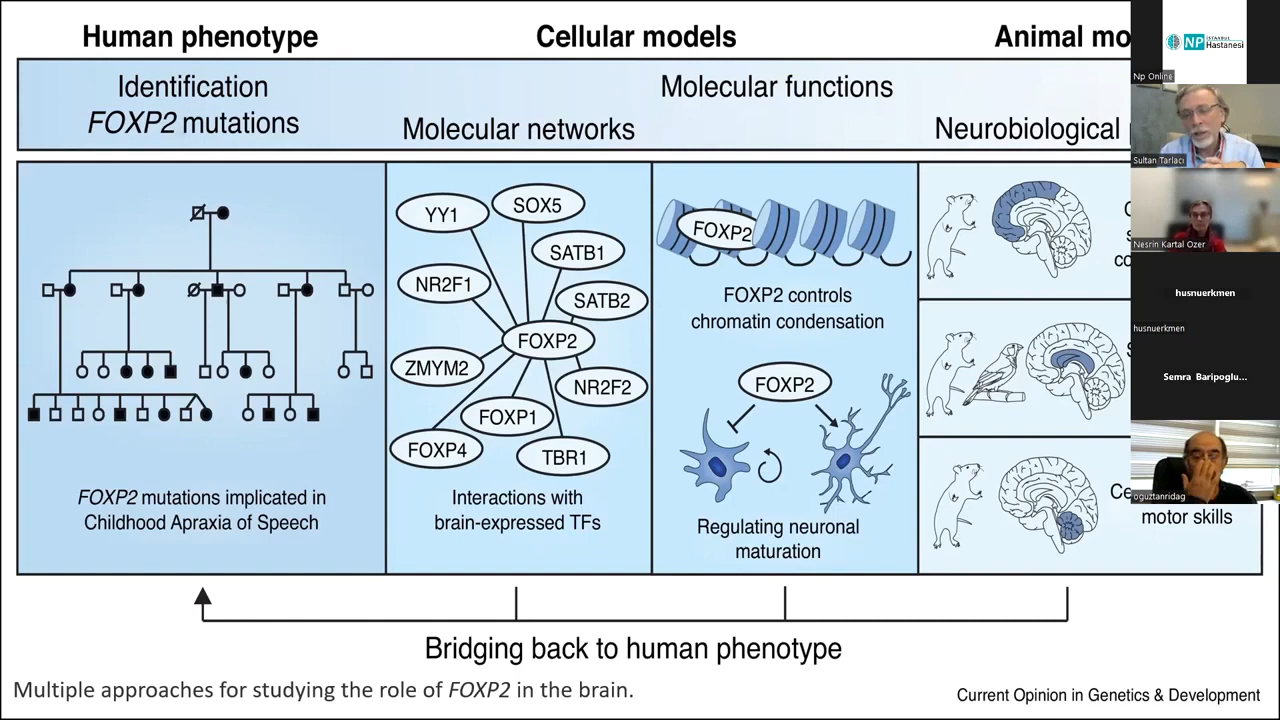 Human phenotype
Cellular models
Animal mo
Identification
FOXP2 mutations
Molecular functions
Molecular networks
Neurobiological
YY1
SOX5
SATB1
NR2F1
SATB2
FOXP2
ZMYM2
NR2F2
FOXP1
FOXP4
TBR1
FOXP2 mutations implicated in
Childhood Apraxia of Speech
Interactions with
brain-expressed TFs
FOXP2
FOXP2 controls
chromatin condensation
FOXP2
Regulating neuronal
maturation
co
Ce
motor skills
Bridging back to human phenotype
Multiple approaches for studying the role of FOXP2 in the brain.
Current Opinion in Genetics & Development
NP İSTANBUL
Hastanesi
Np Online
Sultan Tarlacı
Nesrin Kartal Ozer
husnuerkmen
husnuerkmen
Semra Baripoglu...
oguztanridag